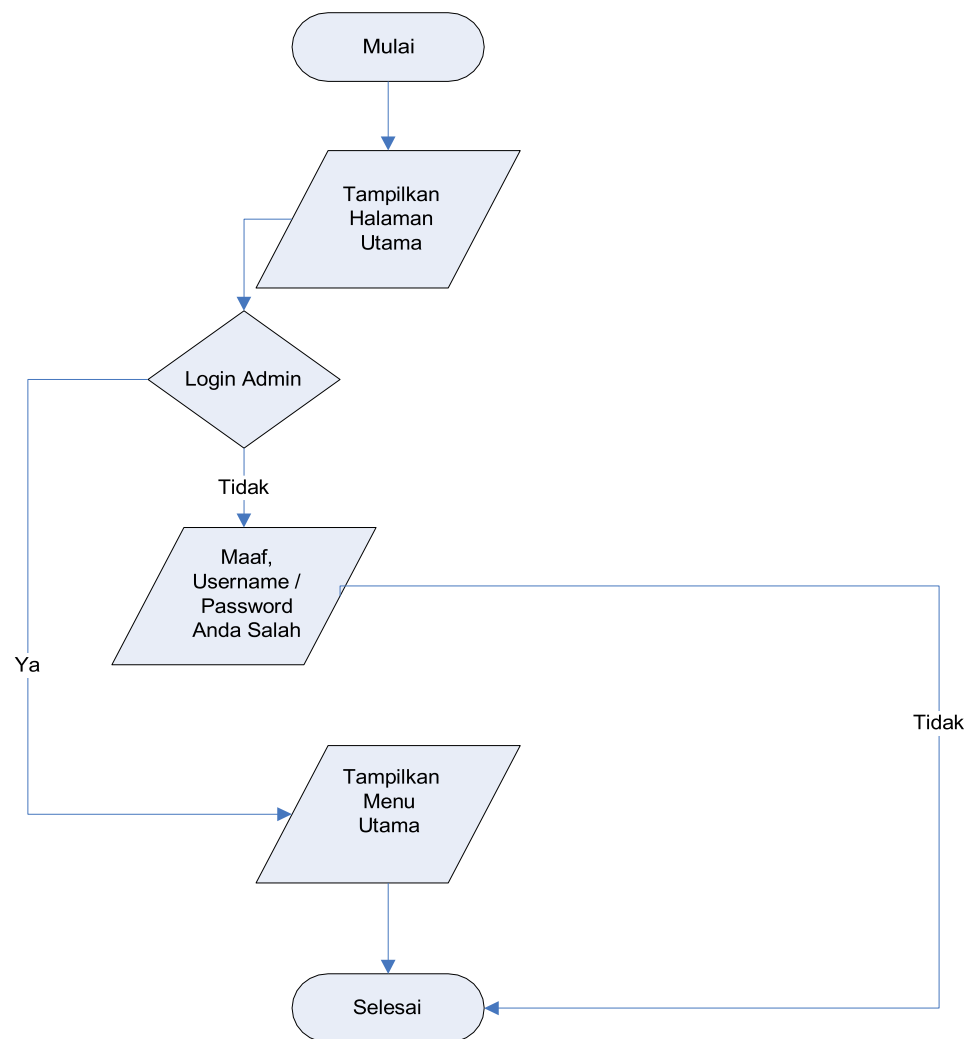 Mulai
Tampilkan
Halaman
Utama
Login Admin
Tidak
Maaf,
Username /
Password
Anda Salah
Ya
Tidak
Tampilkan
Menu
Utama
Selesai